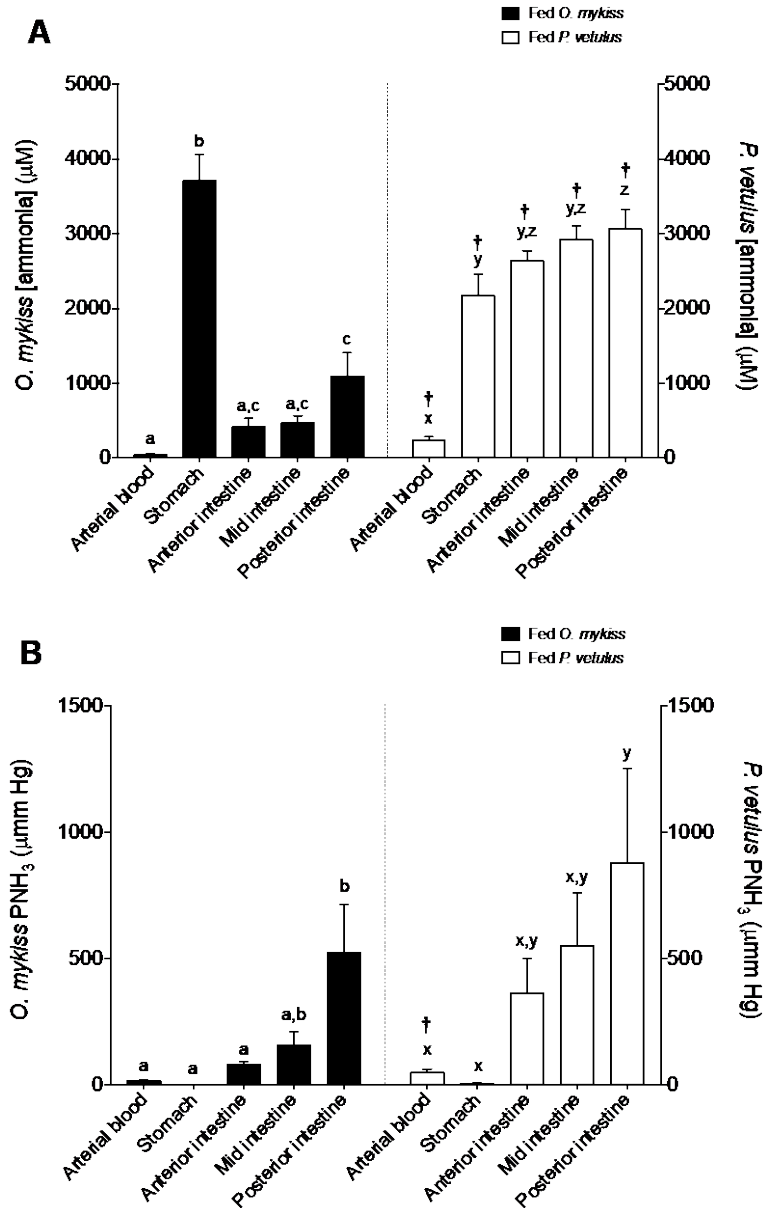 A
Fed O. mykiss
Fed P. vetulus
O. mykiss [ammonia] (μM)
5000
4000
3000
2000
1000
0
a
b
a,c
a,c
c
†
x
†
y
†
y,z
†
y,z
†
z
5000
4000
3000
2000
1000
0
P. vetulus [ammonia] (μM)
Arterial blood
Stomach
Anterior intestine
Mid intestine
Posterior intestine
Arterial blood
Stomach
Anterior intestine
Mid intestine
Posterior intestine
B
Fed O. mykiss
Fed P. vetulus
O. mykiss PNH3 (μmm Hg)
1500
1000
500
0
a
a
a
a,b
b
†
x
x
x,y
x,y
y
1500
1000
500
0
P. vetulus PNH3 (μmm Hg)
Arterial blood
Stomach
Anterior intestine
Mid intestine
Posterior intestine
Arterial blood
Stomach
Anterior intestine
Mid intestine
Posterior intestine